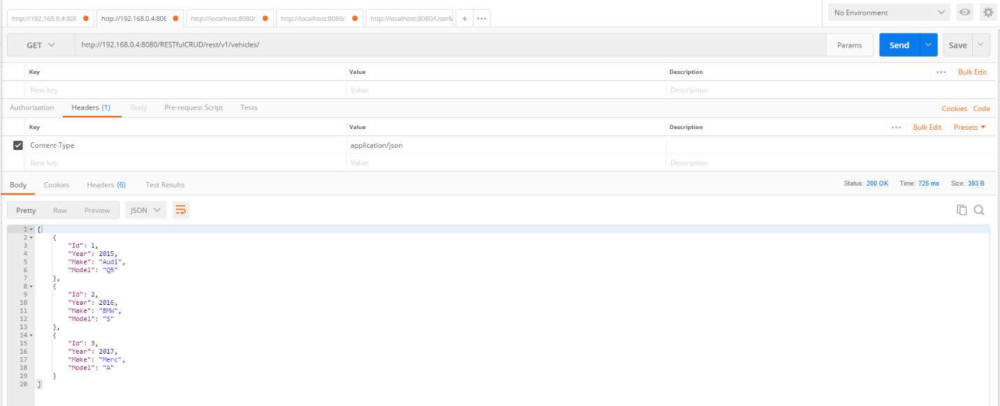 http://192.168.0.4:808 http://192.168.0.4:808 http://localhost:8080/ http://localhost:8080/ http://localhost:8080/UserM + ••• No Environment
GET http://192.168.0.4:8080/RESTfulCRUD/rest/v1/vehicles/ Params Send Save
Key Value Description ••• Bulk Edit
New key Value Description
Authorization Headers (1) Body Pre-request Script Tests Cookies Code
Key Value Description ••• Bulk Edit Presets
Content-Type application/json
New key Value Description
Body Cookies Headers (6) Test Results Status: 200 OK Time: 725 ms Size: 393 B
Pretty Raw Preview JSON
1 [
2 {
3 "Id": 1,
4 "Year": 2015,
5 "Make": "Audi",
6 "Model": "Q5"
7 },
8 {
9 "Id": 2,
10 "Year": 2016,
11 "Make": "BMW",
12 "Model": "S"
13 },
14 {
15 "Id": 3,
16 "Year": 2017,
17 "Make": "Merc",
18 "Model": "A"
19 }
20 ]